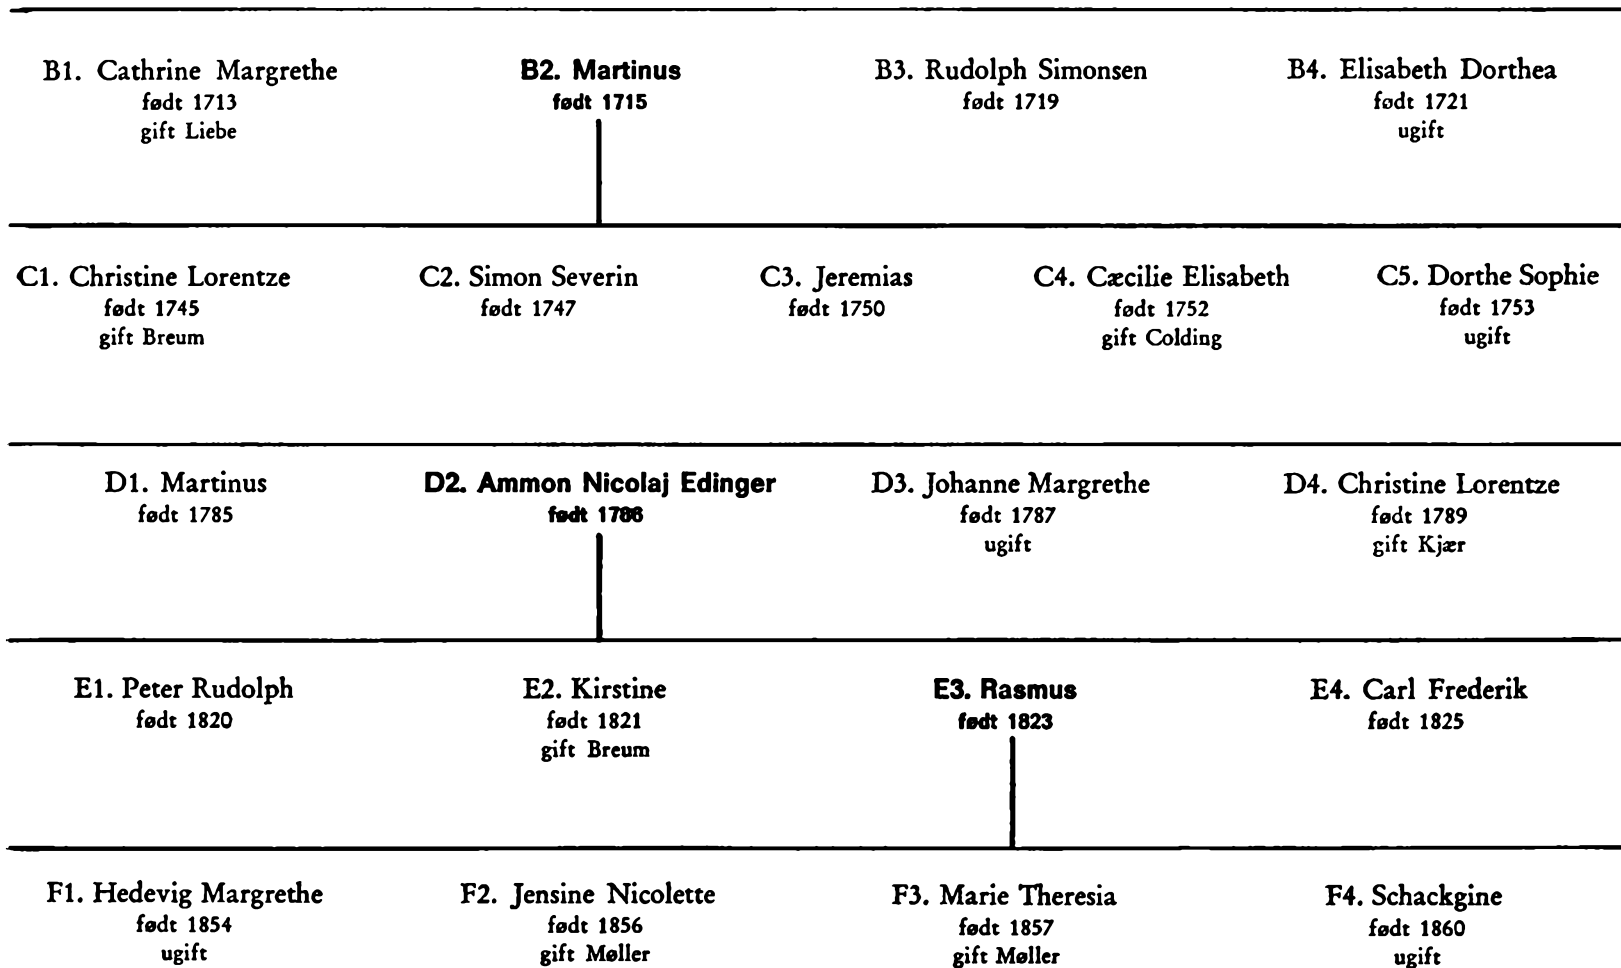 B1. Cathrine Margrethe
født 1713
gift Liebe
B2. Martinus
født 1715
B3. Rudolph Simonsen
født 1719
B4. Elisabeth Dorthea
født 1721
ugift
C1. Christine Lorentze
født 1745
gift Breum
C2. Simon Severin
født 1747
C3. Jeremias
født 1750
C4. Cæcilie Elisabeth
født 1752
gift Colding
C5. Dorthe Sophie
født 1753
ugift
D1. Martinus
født 1785
D2. Ammon Nicolaj Edinger
født 1786
D3. Johanne Margrethe
født 1787
ugift
D4. Christine Lorentze
født 1789
gift Kjær
E1. Peter Rudolph
født 1820
E2. Kirstine
født 1821
gift Breum
E3. Rasmus
født 1823
E4. Carl Frederik
født 1825
F1. Hedevig Margrethe
født 1854
ugift
F2. Jensine Nicolette
født 1856
gift Møller
F3. Marie Theresia
født 1857
gift Møller
F4. Schackgine
født 1860
ugift